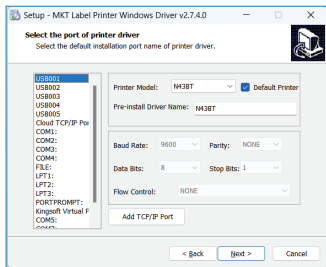 Setup - MKT Label Printer Windows Driver v2.7.4.0
Select the port of printer driver
Select the default installation port name of printer driver.
USB001
USB002
USB003
USB004
USB005
Cloud TCP/IP Por
COM1:
COM2:
COM3:
COM4:
FILE:
LPT1:
LPT2:
LPT3:
PORTPROMPT:
Kingsoft Virtual P
COM5:
Printer Model: N43BT Default Printer
Pre-install Driver Name: N43BT
Baud Rate: 9600 Parity: NONE
Data Bits: 8 Stop Bits: 1
Flow Control: NONE
Add TCP/IP Port
< Back Next > Cancel